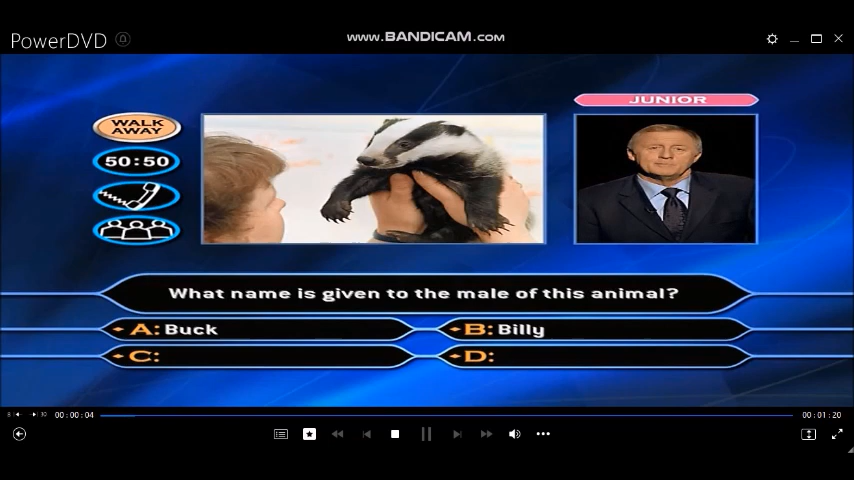 PowerDVD
www.BANDICAM.com
JUNIOR
WALK
AWAY
50:50
What name is given to the male of this animal?
A: Buck
B: Billy
C:
D:
00:00:04
00:01:20